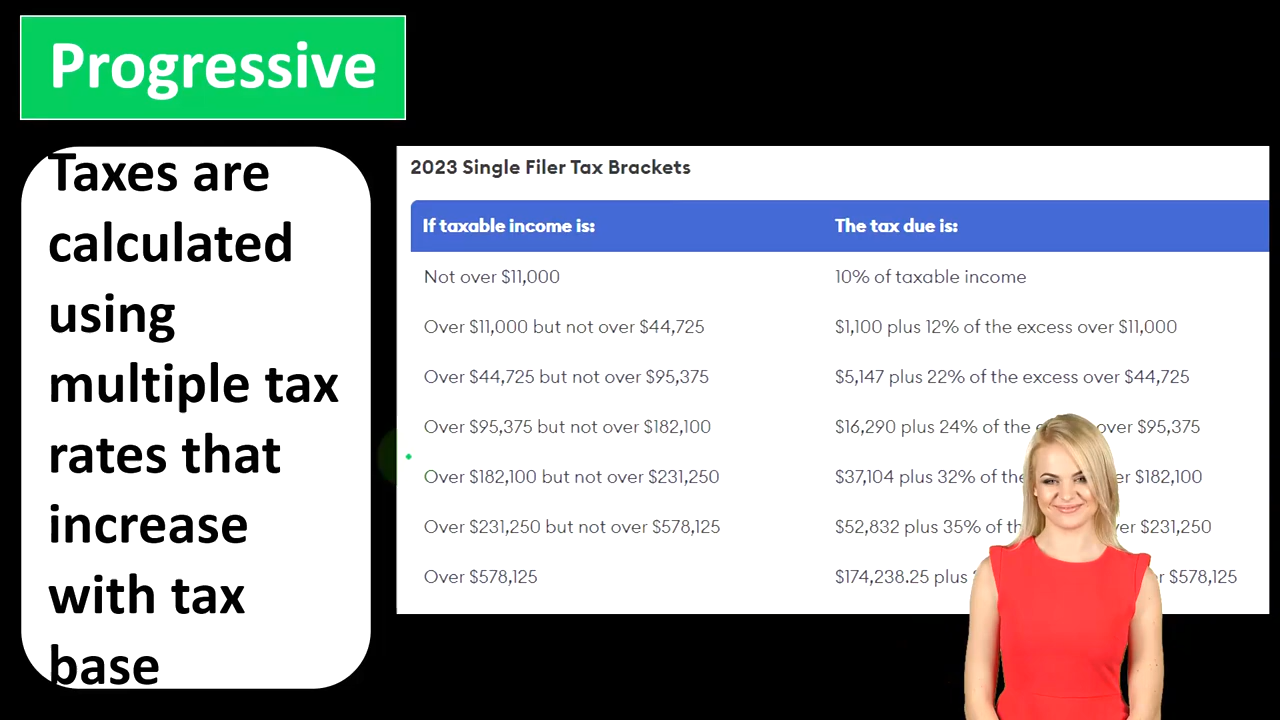 Progressive
Taxes are
calculated
using
multiple tax
rates that
increase
with tax
base
2023 Single Filer Tax Brackets
If taxable income is: The tax due is:
Not over $11,000 10% of taxable income
Over $11,000 but not over $44,725 $1,100 plus 12% of the excess over $11,000
Over $44,725 but not over $95,375 $5,147 plus 22% of the excess over $44,725
Over $95,375 but not over $182,100 $16,290 plus 24% of the over $95,375
Over $182,100 but not over $231,250 $37,104 plus 32% of the $182,100
Over $231,250 but not over $578,125 $52,832 plus 35% of $231,250
Over $578,125 $174,238.25 plus $578,125